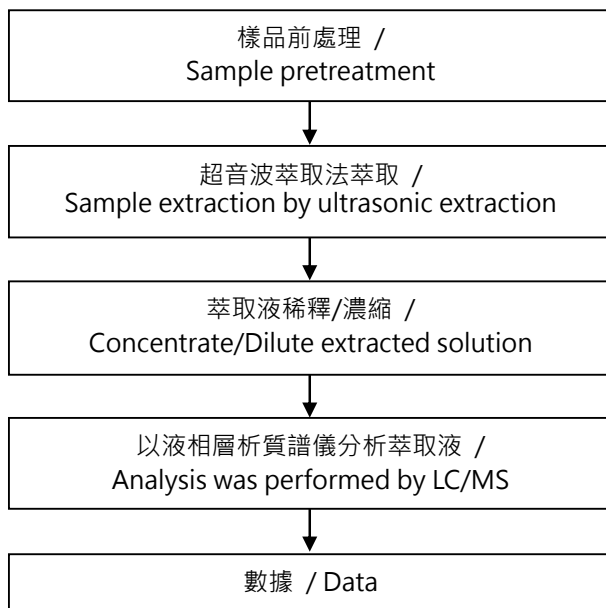 樣品前處理 /
Sample pretreatment
超音波萃取法萃取 /
Sample extraction by ultrasonic extraction
萃取液稀釋/濃縮 /
Concentrate/Dilute extracted solution
以液相層析質譜儀分析萃取液 /
Analysis was performed by LC/MS
數據 / Data